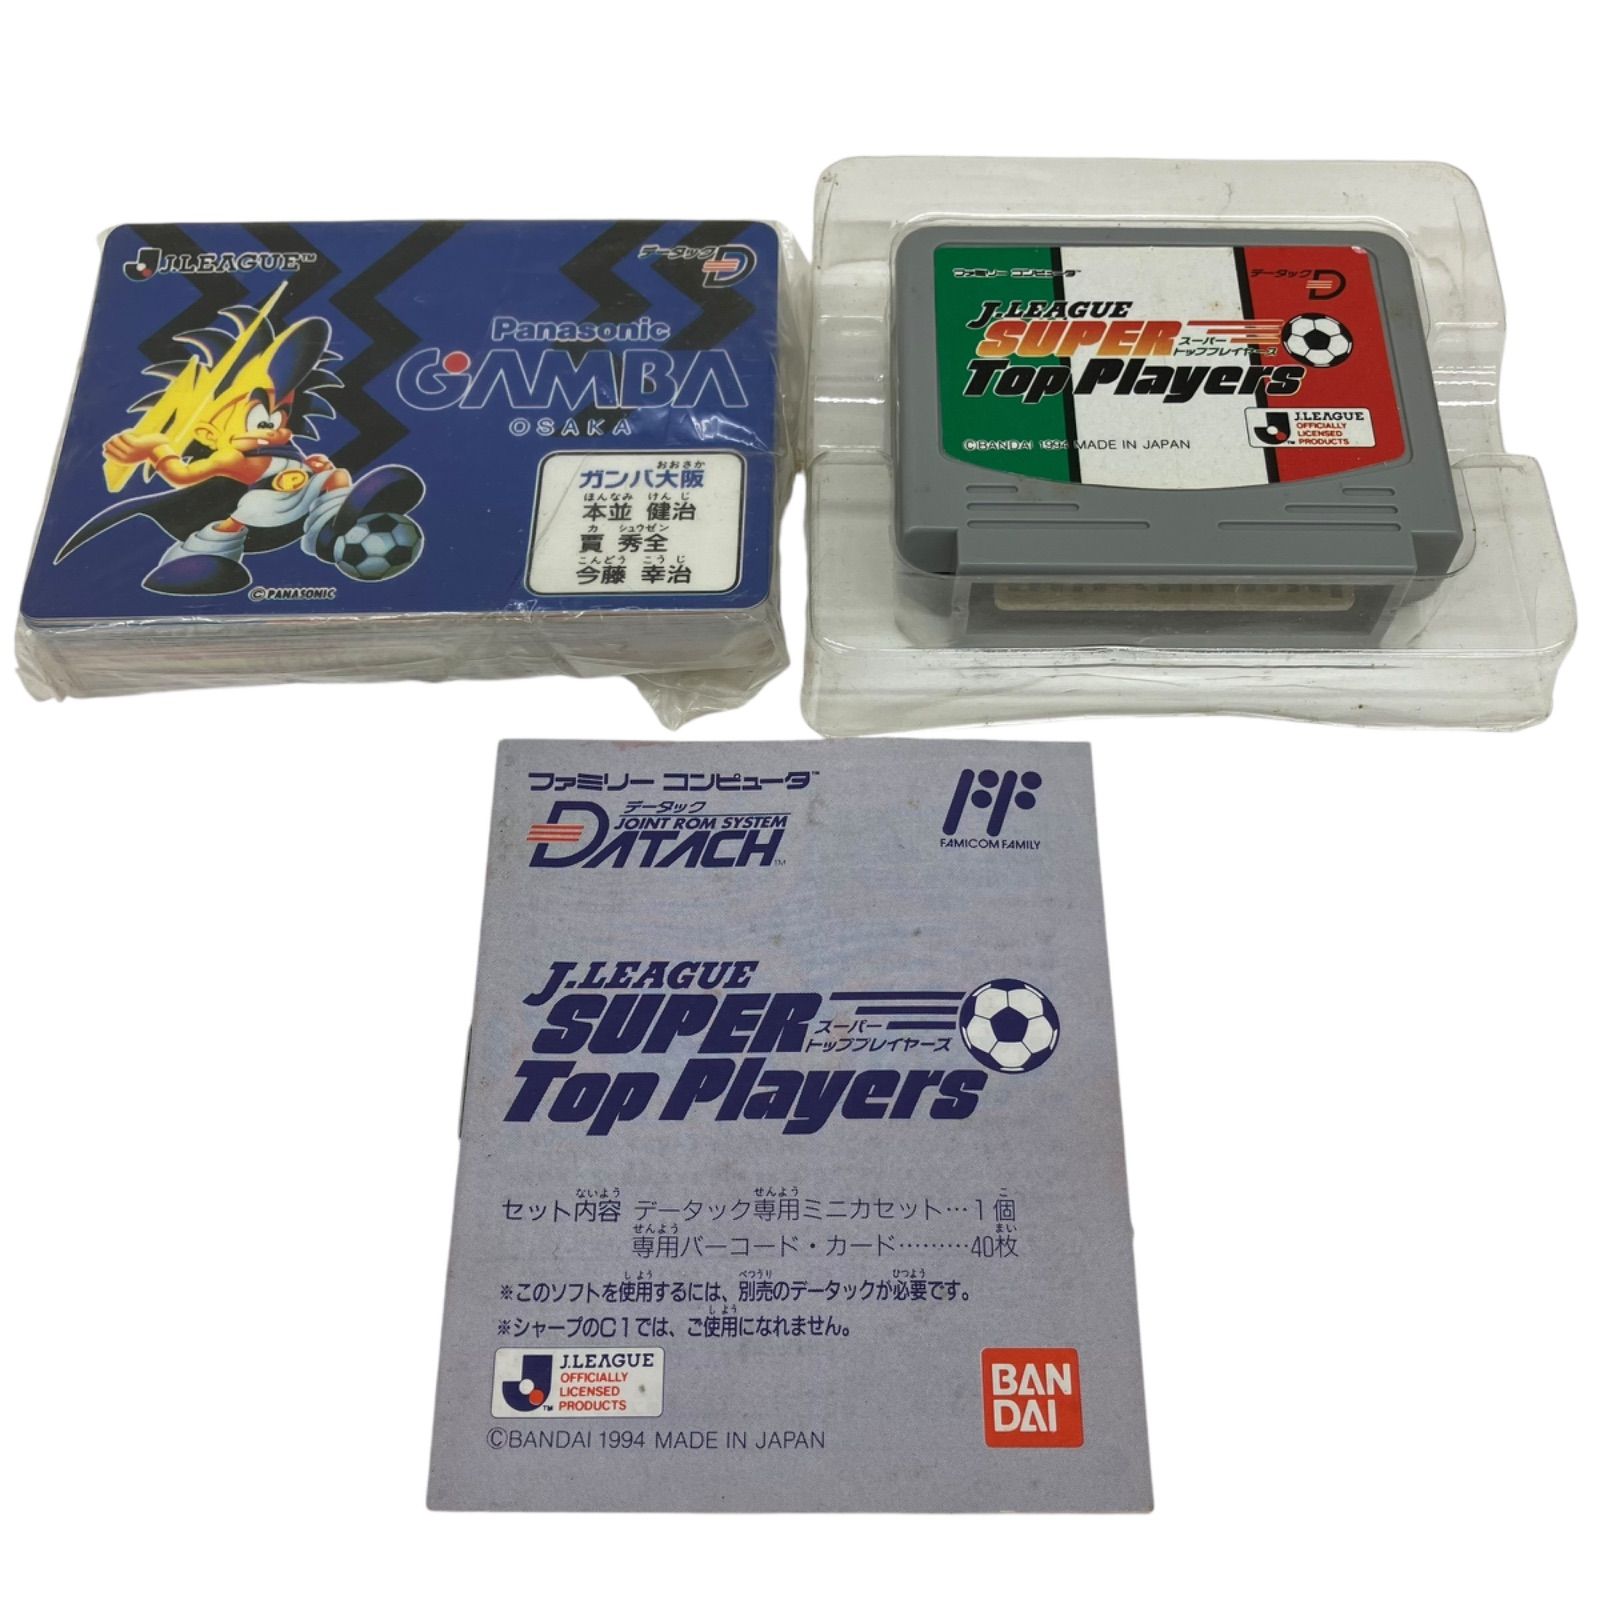 J.LEAGUE™
データック
D
Panasonic
GAMBA
OSAKA
おおさか
ガンバ大阪
ほんなみ けんじ
本並 健治
カ シュウゼン
賈 秀全
こんどう こうじ
今藤 幸治
©PANASONIC
ファミリー コンピュータ™
データック
D
J.LEAGUE
SUPER スーパー
トッププレイヤーズ
Top Players
J.LEAGUE
OFFICIALLY
LICENSED
PRODUCTS
©BANDAI 1994 MADE IN JAPAN
ファミリー コンピュータ™
データック
JOINT ROM SYSTEM
DATACH™
FAMICOM FAMILY
J.LEAGUE
SUPER スーパー
トッププレイヤーズ
Top Players
ないよう せんよう こ
セット内容 データック専用ミニカセット…1個
せんよう まい
専用バーコード・カード………40枚
しよう べつうり ひつよう
※このソフトを使用するには、別売のデータックが必要です。
しよう
※シャープのC1では、ご使用になれません。
J.LEAGUE
OFFICIALLY
LICENSED
PRODUCTS
BAN
DAI
©BANDAI 1994 MADE IN JAPAN